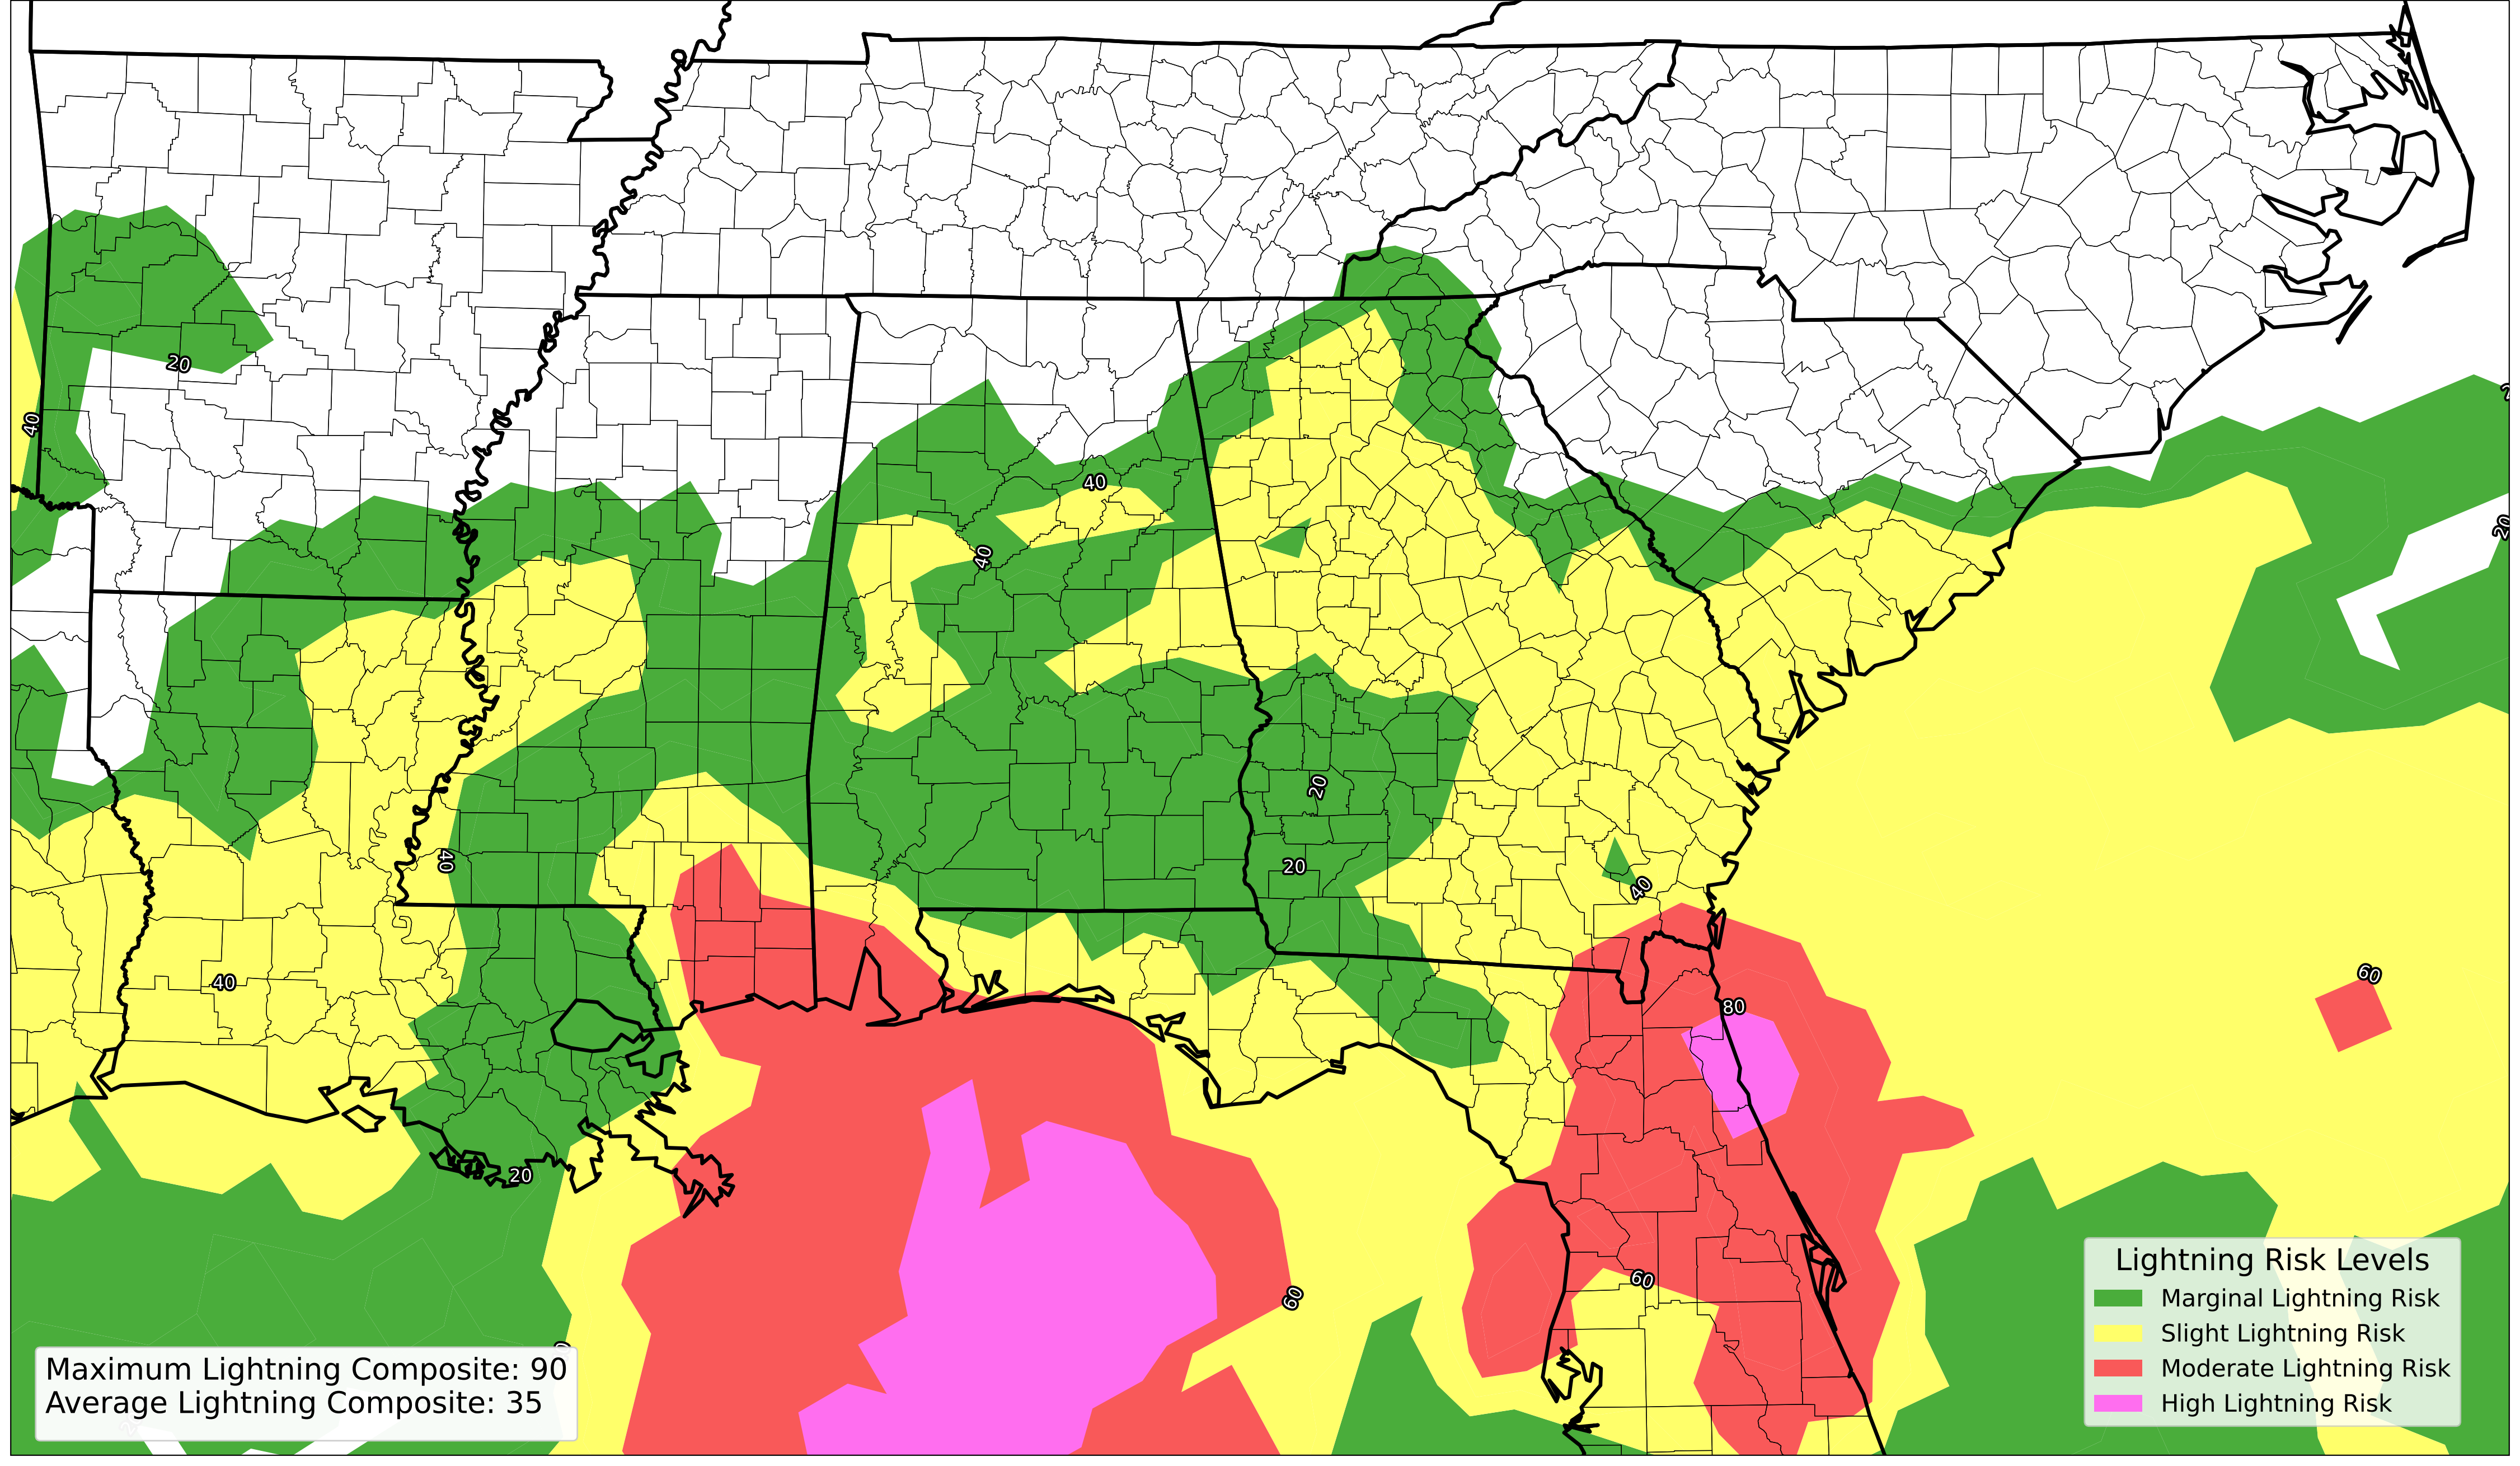 20
40
40
40
20
20
20
40
40
40
60
80
20
60
60
Lightning Risk Levels
Marginal Lightning Risk
Slight Lightning Risk
Moderate Lightning Risk
High Lightning Risk
Maximum Lightning Composite: 90
Average Lightning Composite: 35